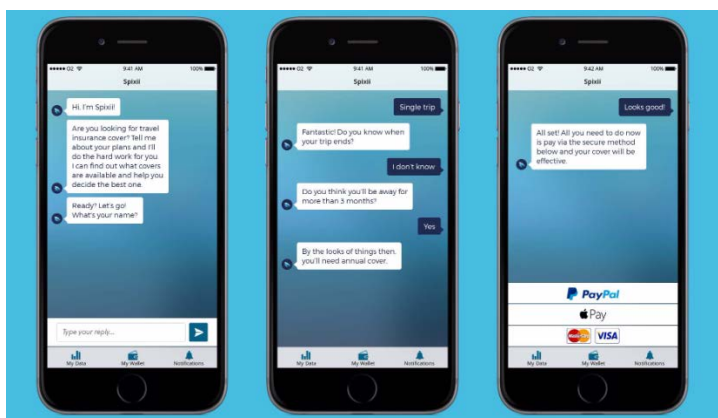 O2
9:41 AM
100%
Spixii
Hi, I'm Spixii!
Are you looking for travel
insurance cover? Tell me
about your plans and I'll
do the hard work for you.
I can find out what covers
are available and help you
decide the best one.
Ready? Let's go!
What's your name?
Type your reply...
My Data
My Wallet
Notifications
O2
9:41 AM
100%
Spixii
Single trip
Fantastic! Do you know when
your trip ends?
I don't know
Do you think you'll be away for
more than 3 months?
Yes
By the looks of things then,
you'll need annual cover.
My Data
My Wallet
Notifications
O2
9:42 AM
100%
Spixii
Looks good!
All set! All you need to do now
is pay via the secure method
below and your cover will be
effective.
PayPal
Pay
MasterCard VISA
My Data
My Wallet
Notifications